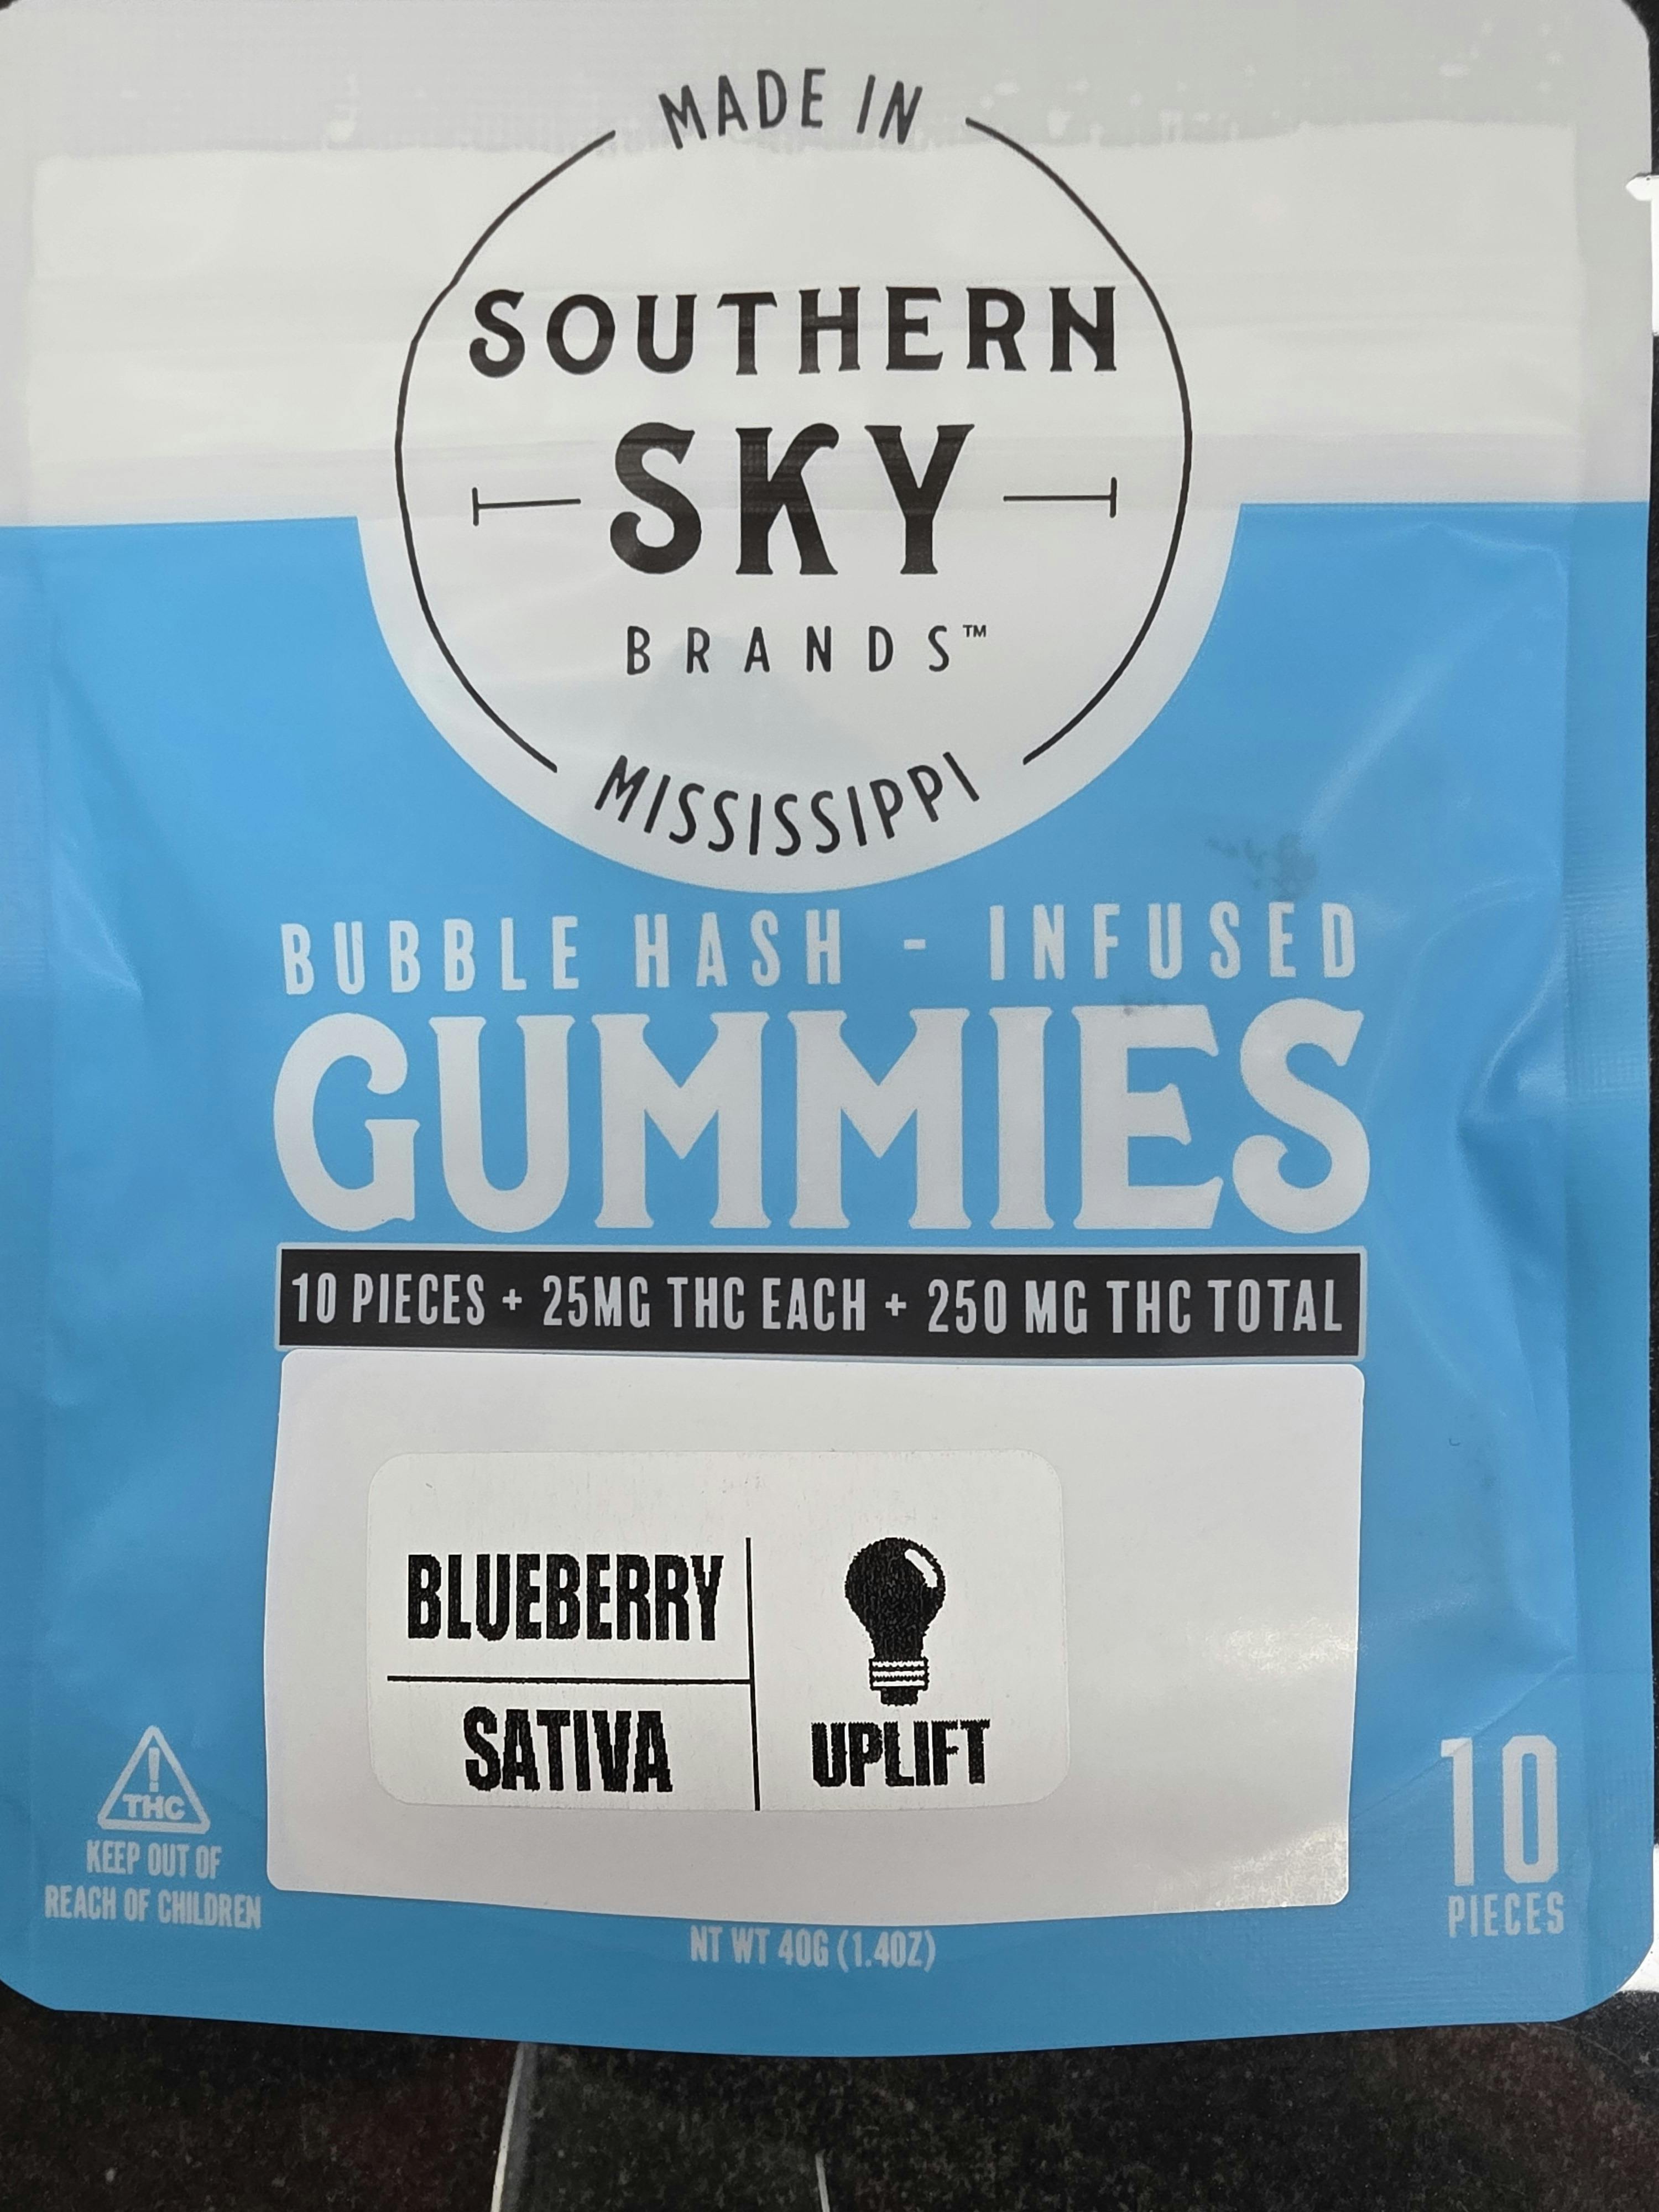 MADE IN
SOUTHERN
SKY
BRANDS™
MISSISSIPPI
BUBBLE HASH - INFUSED
GUMMIES
10 PIECES + 25MG THC EACH + 250 MG THC TOTAL
BLUEBERRY
SATIVA
UPLIFT
!
THC
KEEP OUT OF
REACH OF CHILDREN
10
PIECES
NT WT 40G (1.4OZ)